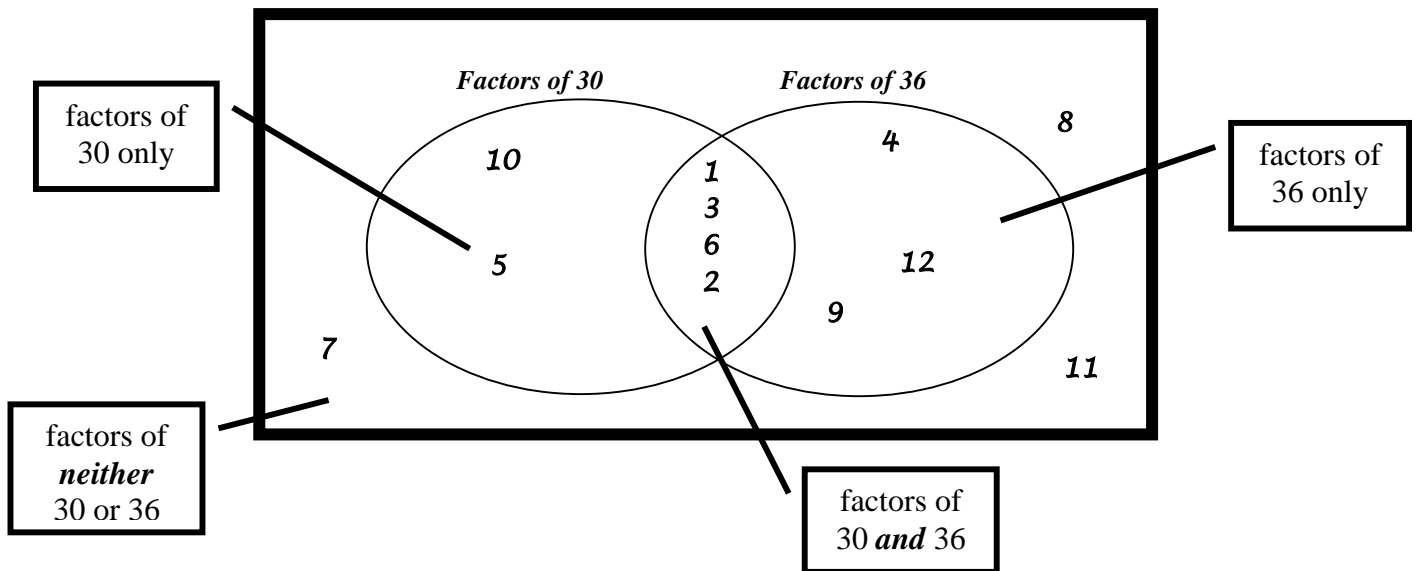 Factors of 30
Factors of 36
factors of
30 only
10
5
1
3
6
2
4
12
9
8
11
7
factors of
36 only
factors of
neither
30 or 36
factors of
30 and 36